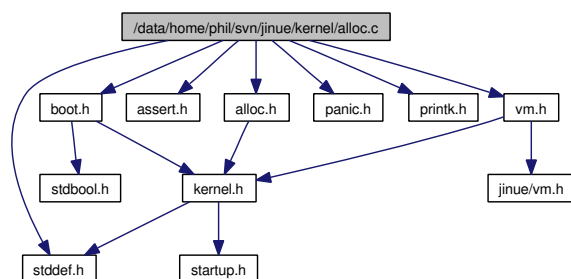 /data/home/phil/svn/jinue/kernel/alloc.c
boot.h
assert.h
alloc.h
panic.h
printk.h
vm.h
stdbool.h
kernel.h
jinue/vm.h
stddef.h
startup.h